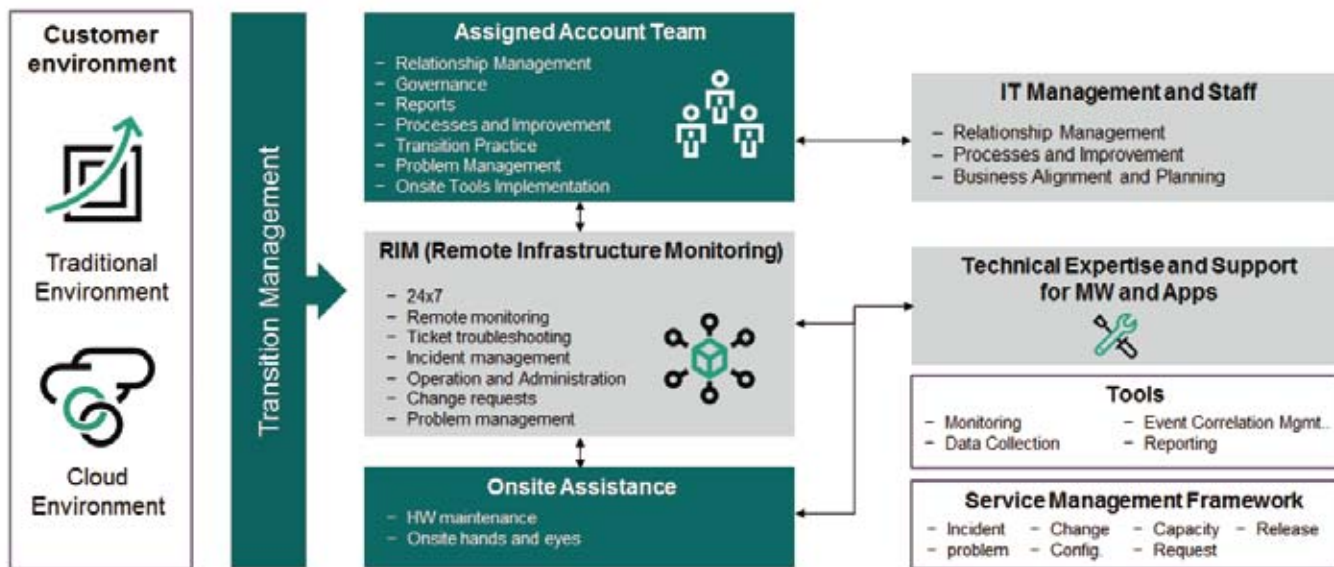 Customer
environment
Traditional
Environment
Cloud
Environment
Transition Management
Assigned Account Team
- Relationship Management
- Governance
- Reports
- Processes and Improvement
- Transition Practice
- Problem Management
- Onsite Tools Implementation
RIM (Remote Infrastructure Monitoring)
- 24x7
- Remote monitoring
- Ticket troubleshooting
- Incident management
- Operation and Administration
- Change requests
- Problem management
Onsite Assistance
- HW maintenance
- Onsite hands and eyes
IT Management and Staff
- Relationship Management
- Processes and Improvement
- Business Alignment and Planning
Technical Expertise and Support
for MW and Apps
Tools
- Monitoring - Event Correlation Mgmt..
- Data Collection - Reporting
Service Management Framework
- Incident - Change - Capacity - Release
- problem - Config. - Request